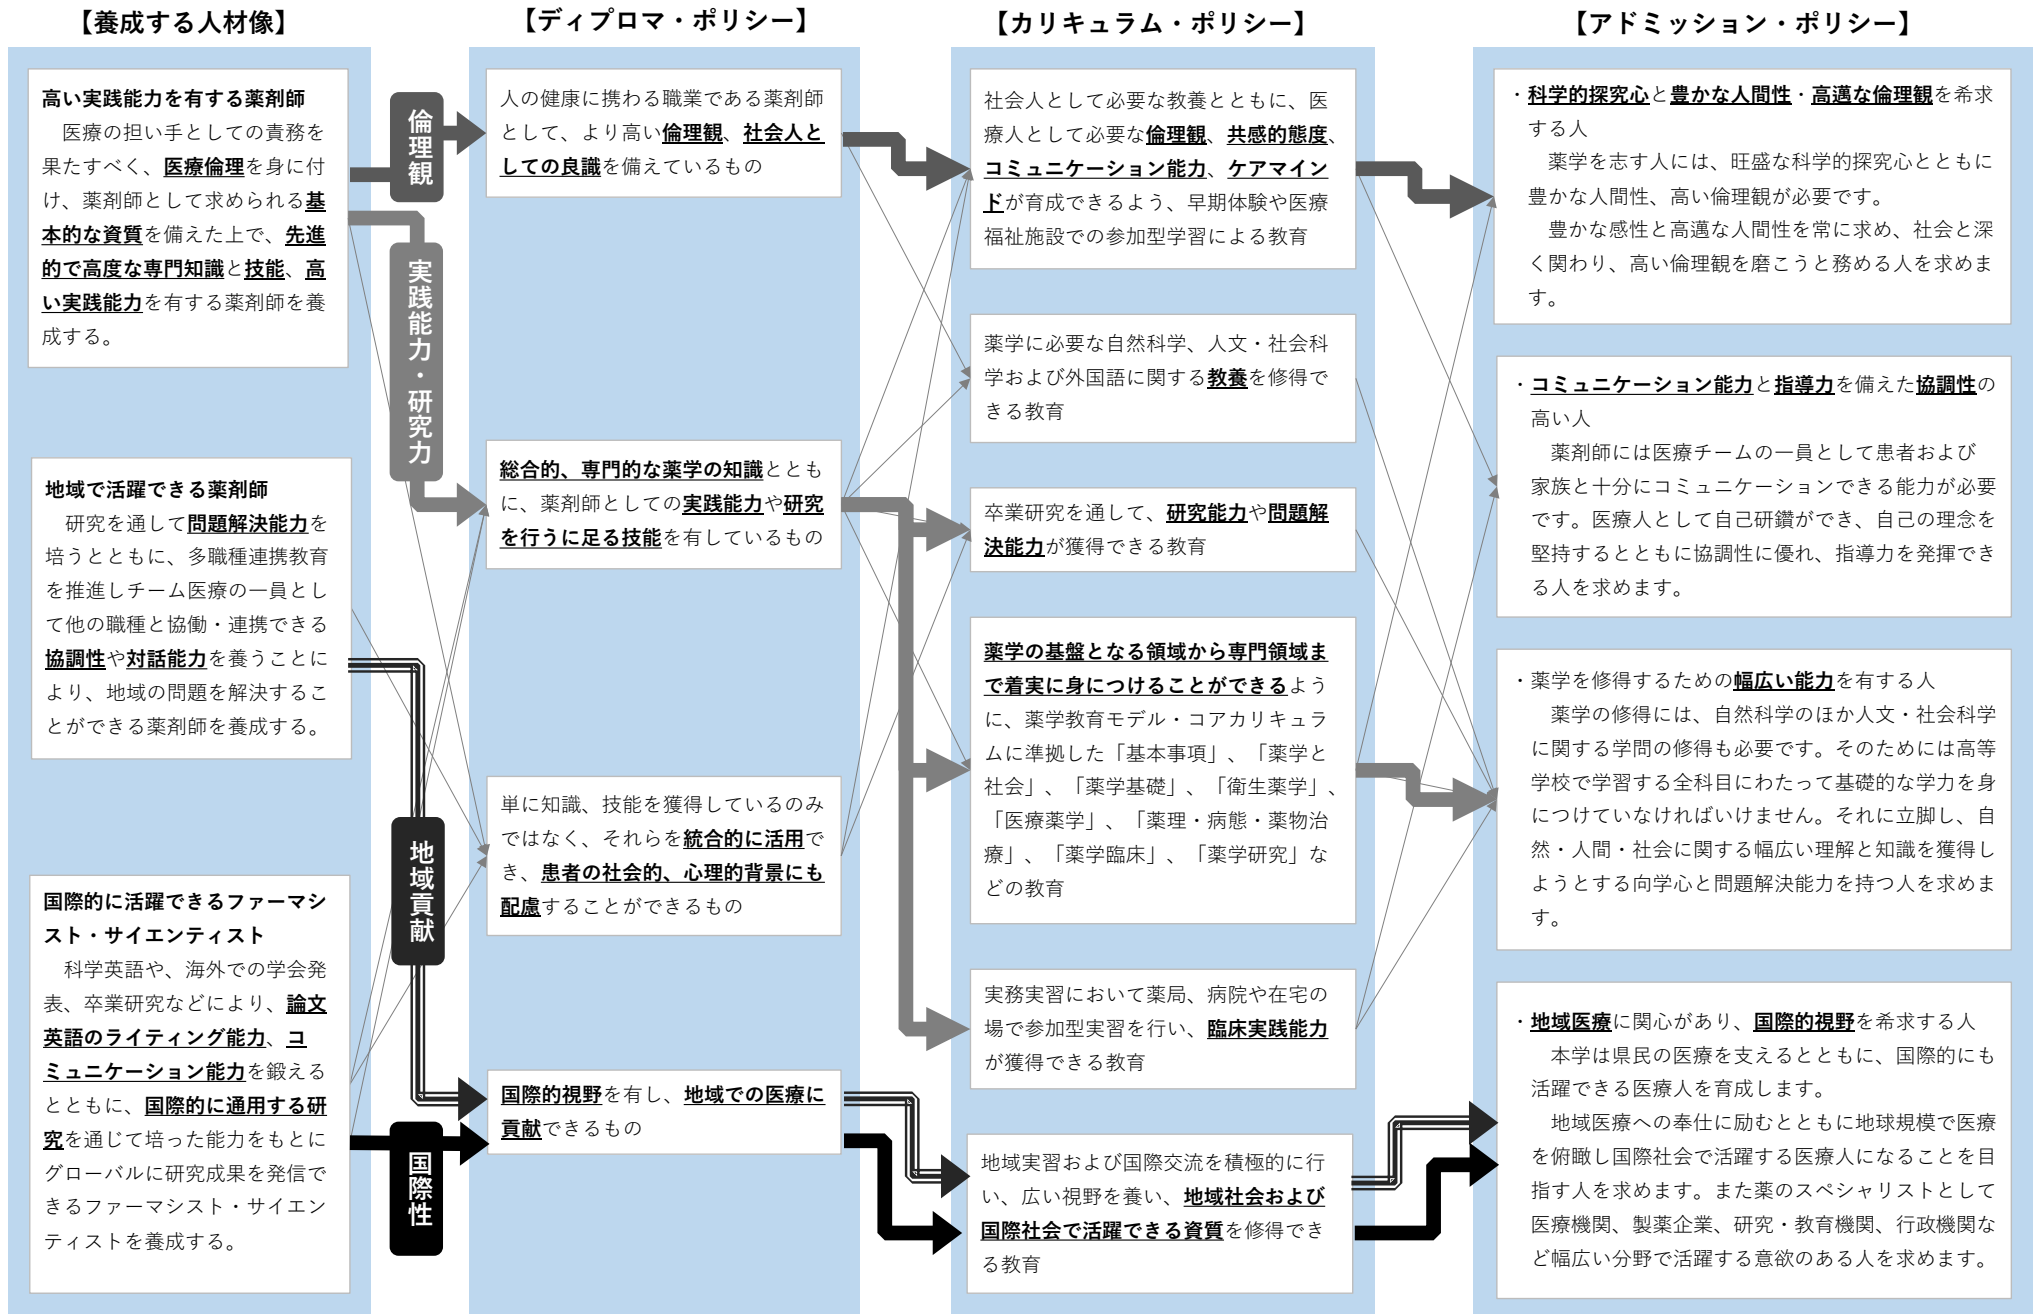 【養成する人材像】
高い実践能力を有する薬剤師
医療の担い手としての責務を
果たすべく、医療倫理を身に付
け、薬剤師として求められる基
本的な資質を備えた上で、先進
的で高度な専門知識と技能、高
い実践能力を有する薬剤師を養
成する。
地域で活躍できる薬剤師
研究を通して問題解決能力を
培うとともに、多職種連携教育
を推進しチーム医療の一員とし
て他の職種と協働・連携できる
協調性や対話能力を養うことに
より、地域の問題を解決するこ
とができる薬剤師を養成する。
国際的に活躍できるファーマシ
スト・サイエンティスト
科学英語や、海外での学会発
表、卒業研究などにより、論文
英語のライティング能力、コ
ミュニケーション能力を鍛える
とともに、国際的に通用する研
究を通じて培った能力をもとに
グローバルに研究成果を発信で
きるファーマシスト・サイエン
ティストを養成する。
倫理観
実践能力・研究力
地域貢献
国際性
【ディプロマ・ポリシー】
人の健康に携わる職業である薬剤師
として、より高い倫理観、社会人と
しての良識を備えているもの
総合的、専門的な薬学の知識ととも
に、薬剤師としての実践能力や研究
を行うに足る技能を有しているもの
単に知識、技能を獲得しているのみ
ではなく、それらを統合的に活用で
き、患者の社会的、心理的背景にも
配慮することができるもの
国際的視野を有し、地域での医療に
貢献できるもの
【カリキュラム・ポリシー】
社会人として必要な教養とともに、医
療人として必要な倫理観、共感的態度、
コミュニケーション能力、ケアマイン
ドが育成できるよう、早期体験や医療
福祉施設での参加型学習による教育
薬学に必要な自然科学、人文・社会科
学および外国語に関する教養を修得で
きる教育
卒業研究を通して、研究能力や問題解
決能力が獲得できる教育
薬学の基盤となる領域から専門領域ま
で着実に身につけることができるよう
に、薬学教育モデル・コアカリキュラ
ムに準拠した「基本事項」、「薬学と
社会」、「薬学基礎」、「衛生薬学」、
「医療薬学」、「薬理・病態・薬物治
療」、「薬学臨床」、「薬学研究」な
どの教育
実務実習において薬局、病院や在宅の
場で参加型実習を行い、臨床実践能力
が獲得できる教育
地域実習および国際交流を積極的に行
い、広い視野を養い、地域社会および
国際社会で活躍できる資質を修得でき
る教育
【アドミッション・ポリシー】
・科学的探究心と豊かな人間性・高邁な倫理観を希求
する人
薬学を志す人には、旺盛な科学的探究心とともに
豊かな人間性、高い倫理観が必要です。
豊かな感性と高邁な人間性を常に求め、社会と深
く関わり、高い倫理観を磨こうと務める人を求めま
す。
・コミュニケーション能力と指導力を備えた協調性の
高い人
薬剤師には医療チームの一員として患者および
家族と十分にコミュニケーションできる能力が必要
です。医療人として自己研鑽ができ、自己の理念を
堅持するとともに協調性に優れ、指導力を発揮でき
る人を求めます。
・薬学を修得するための幅広い能力を有する人
薬学の修得には、自然科学のほか人文・社会科学
に関する学問の修得も必要です。そのためには高等
学校で学習する全科目にわたって基礎的な学力を身
につけていなければいけません。それに立脚し、自
然・人間・社会に関する幅広い理解と知識を獲得し
ようとする向学心と問題解決能力を持つ人を求めま
す。
・地域医療に関心があり、国際的視野を希求する人
本学は県民の医療を支えるとともに、国際的にも
活躍できる医療人を育成します。
地域医療への奉仕に励むとともに地球規模で医療
を俯瞰し国際社会で活躍する医療人になることを目
指す人を求めます。また薬のスペシャリストとして
医療機関、製薬企業、研究・教育機関、行政機関な
ど幅広い分野で活躍する意欲のある人を求めます。